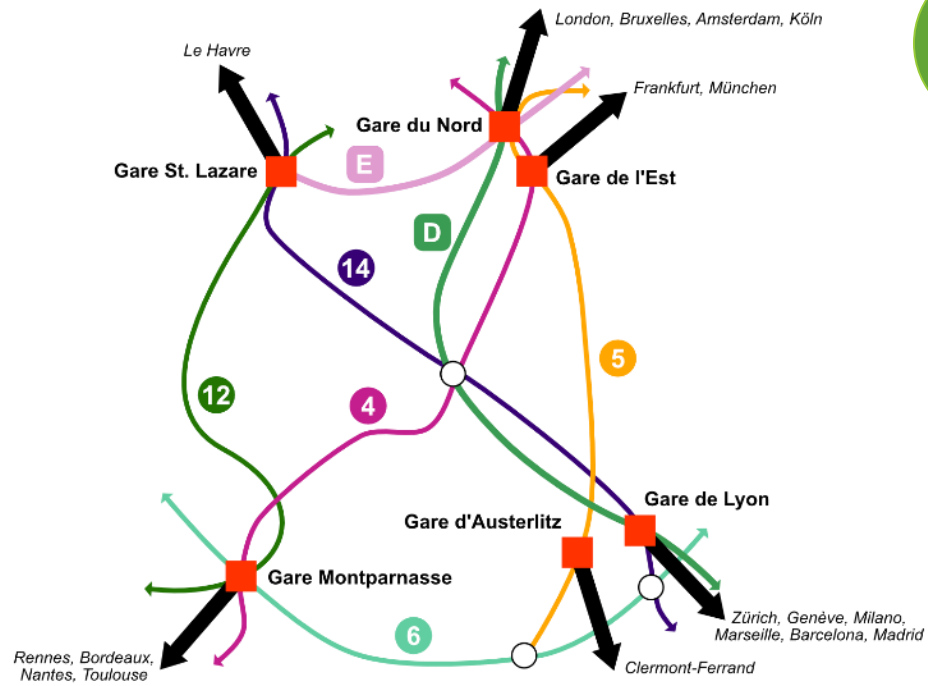 London, Bruxelles, Amsterdam, Köln
Le Havre
Frankfurt, München
Gare du Nord
Gare St. Lazare
E
Gare de l'Est
D
14
5
12
4
Gare de Lyon
Gare d'Austerlitz
Gare Montparnasse
6
Zürich, Genève, Milano,
Marseille, Barcelona, Madrid
Rennes, Bordeaux,
Nantes, Toulouse
Clermont-Ferrand